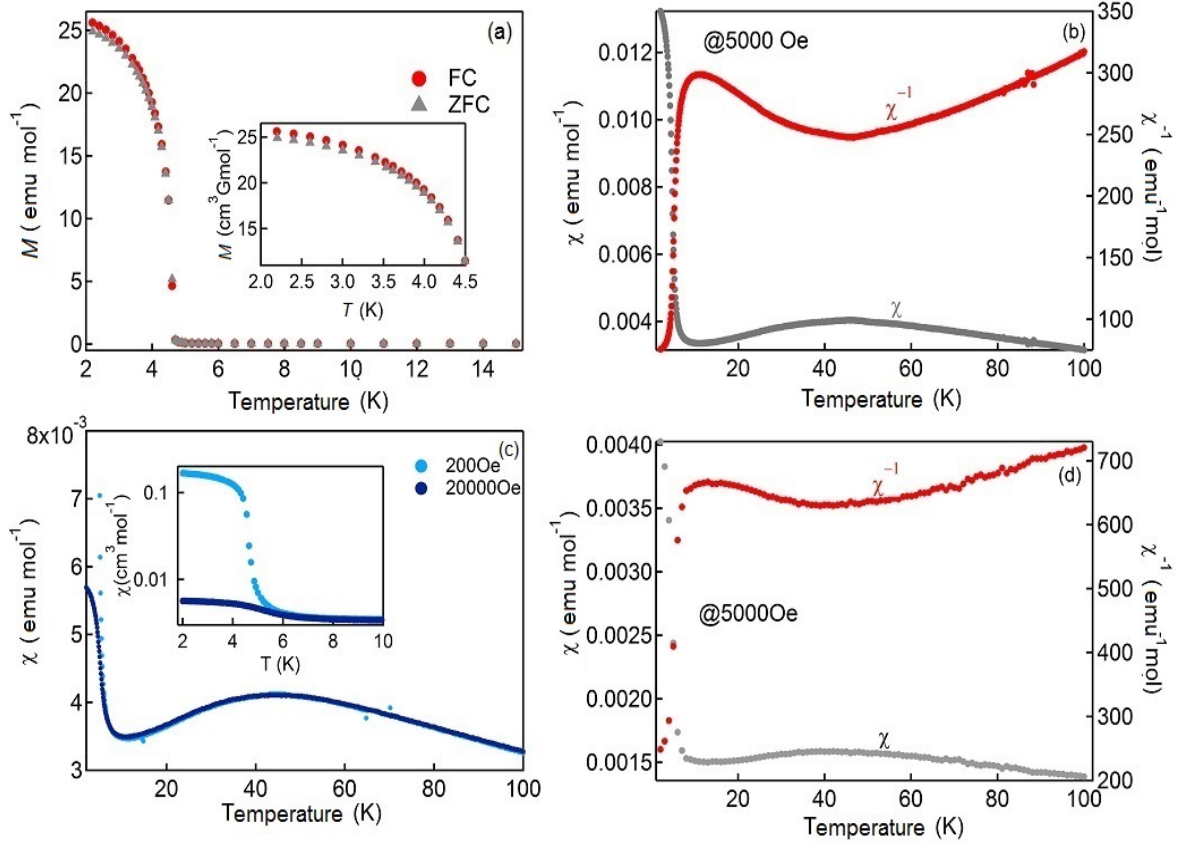 (a)
25
20
15
10
5
0
M ( emu mol⁻¹)
FC
ZFC
25
20
15
M (cm³Gmol⁻¹)
2.0 2.5 3.0 3.5 4.0 4.5
T (K)
2 4 6 8 10 12 14
Temperature (K)
(b)
@5000 Oe
0.012
0.010
0.008
0.006
0.004
χ ( emu mol⁻¹)
χ⁻¹
χ
350
300
250
200
150
100
χ⁻¹ ( emu⁻¹mol)
20 40 60 80 100
Temperature (K)
(c)
8x10⁻³
7
6
5
4
3
χ ( emu mol⁻¹)
200Oe
20000Oe
0.1
0.01
χ(cm³mol⁻¹)
2 4 6 8 10
T (K)
20 40 60 80 100
Temperature (K)
(d)
0.0040
0.0035
0.0030
0.0025
0.0020
0.0015
χ ( emu mol⁻¹)
χ⁻¹
@5000Oe
χ
700
600
500
400
300
200
χ⁻¹ ( emu⁻¹mol)
20 40 60 80 100
Temperature (K)